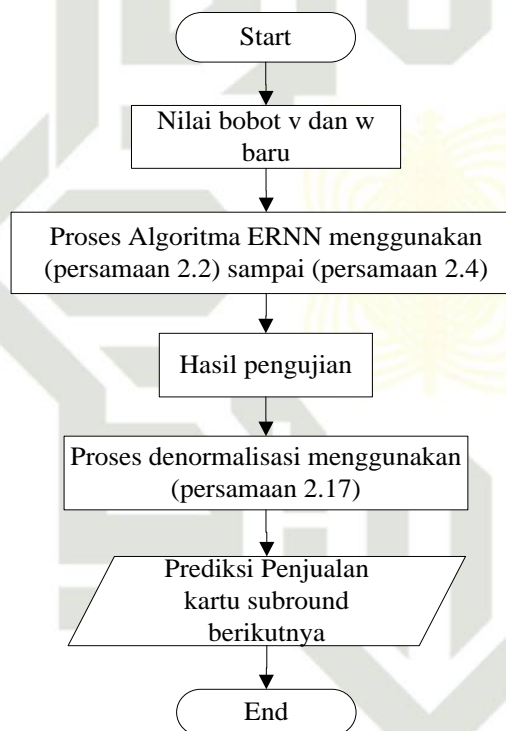 Start
Nilai bobot v dan w
baru
Proses Algoritma ERNN menggunakan
(persamaan 2.2) sampai (persamaan 2.4)
Hasil pengujian
Proses denormalisasi menggunakan
(persamaan 2.17)
Prediksi Penjualan
kartu subround
berikutnya
End